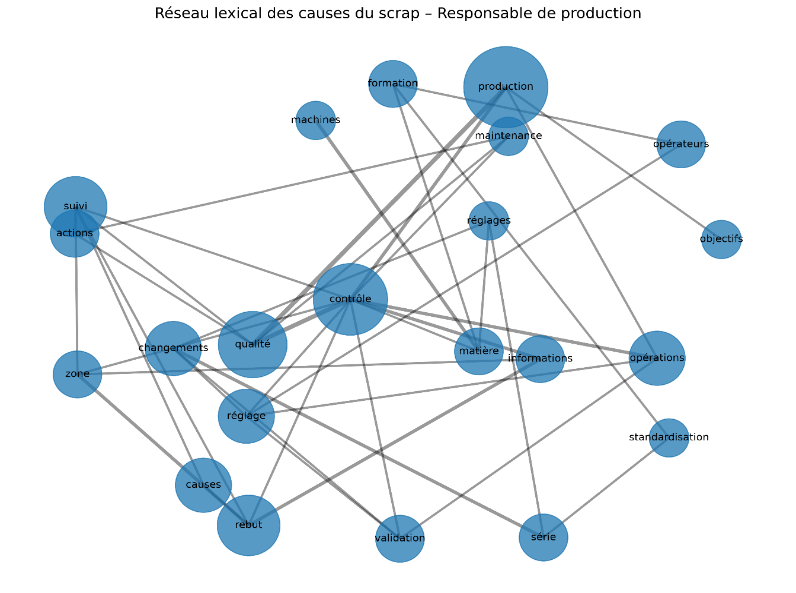 Réseau lexical des causes du scrap – Responsable de production
formation
production
machines
maintenance
opérateurs
suivi
réglages
actions
objectifs
contrôle
qualité
changements
matière
informations
opérations
zone
réglage
standardisation
causes
rebut
validation
série